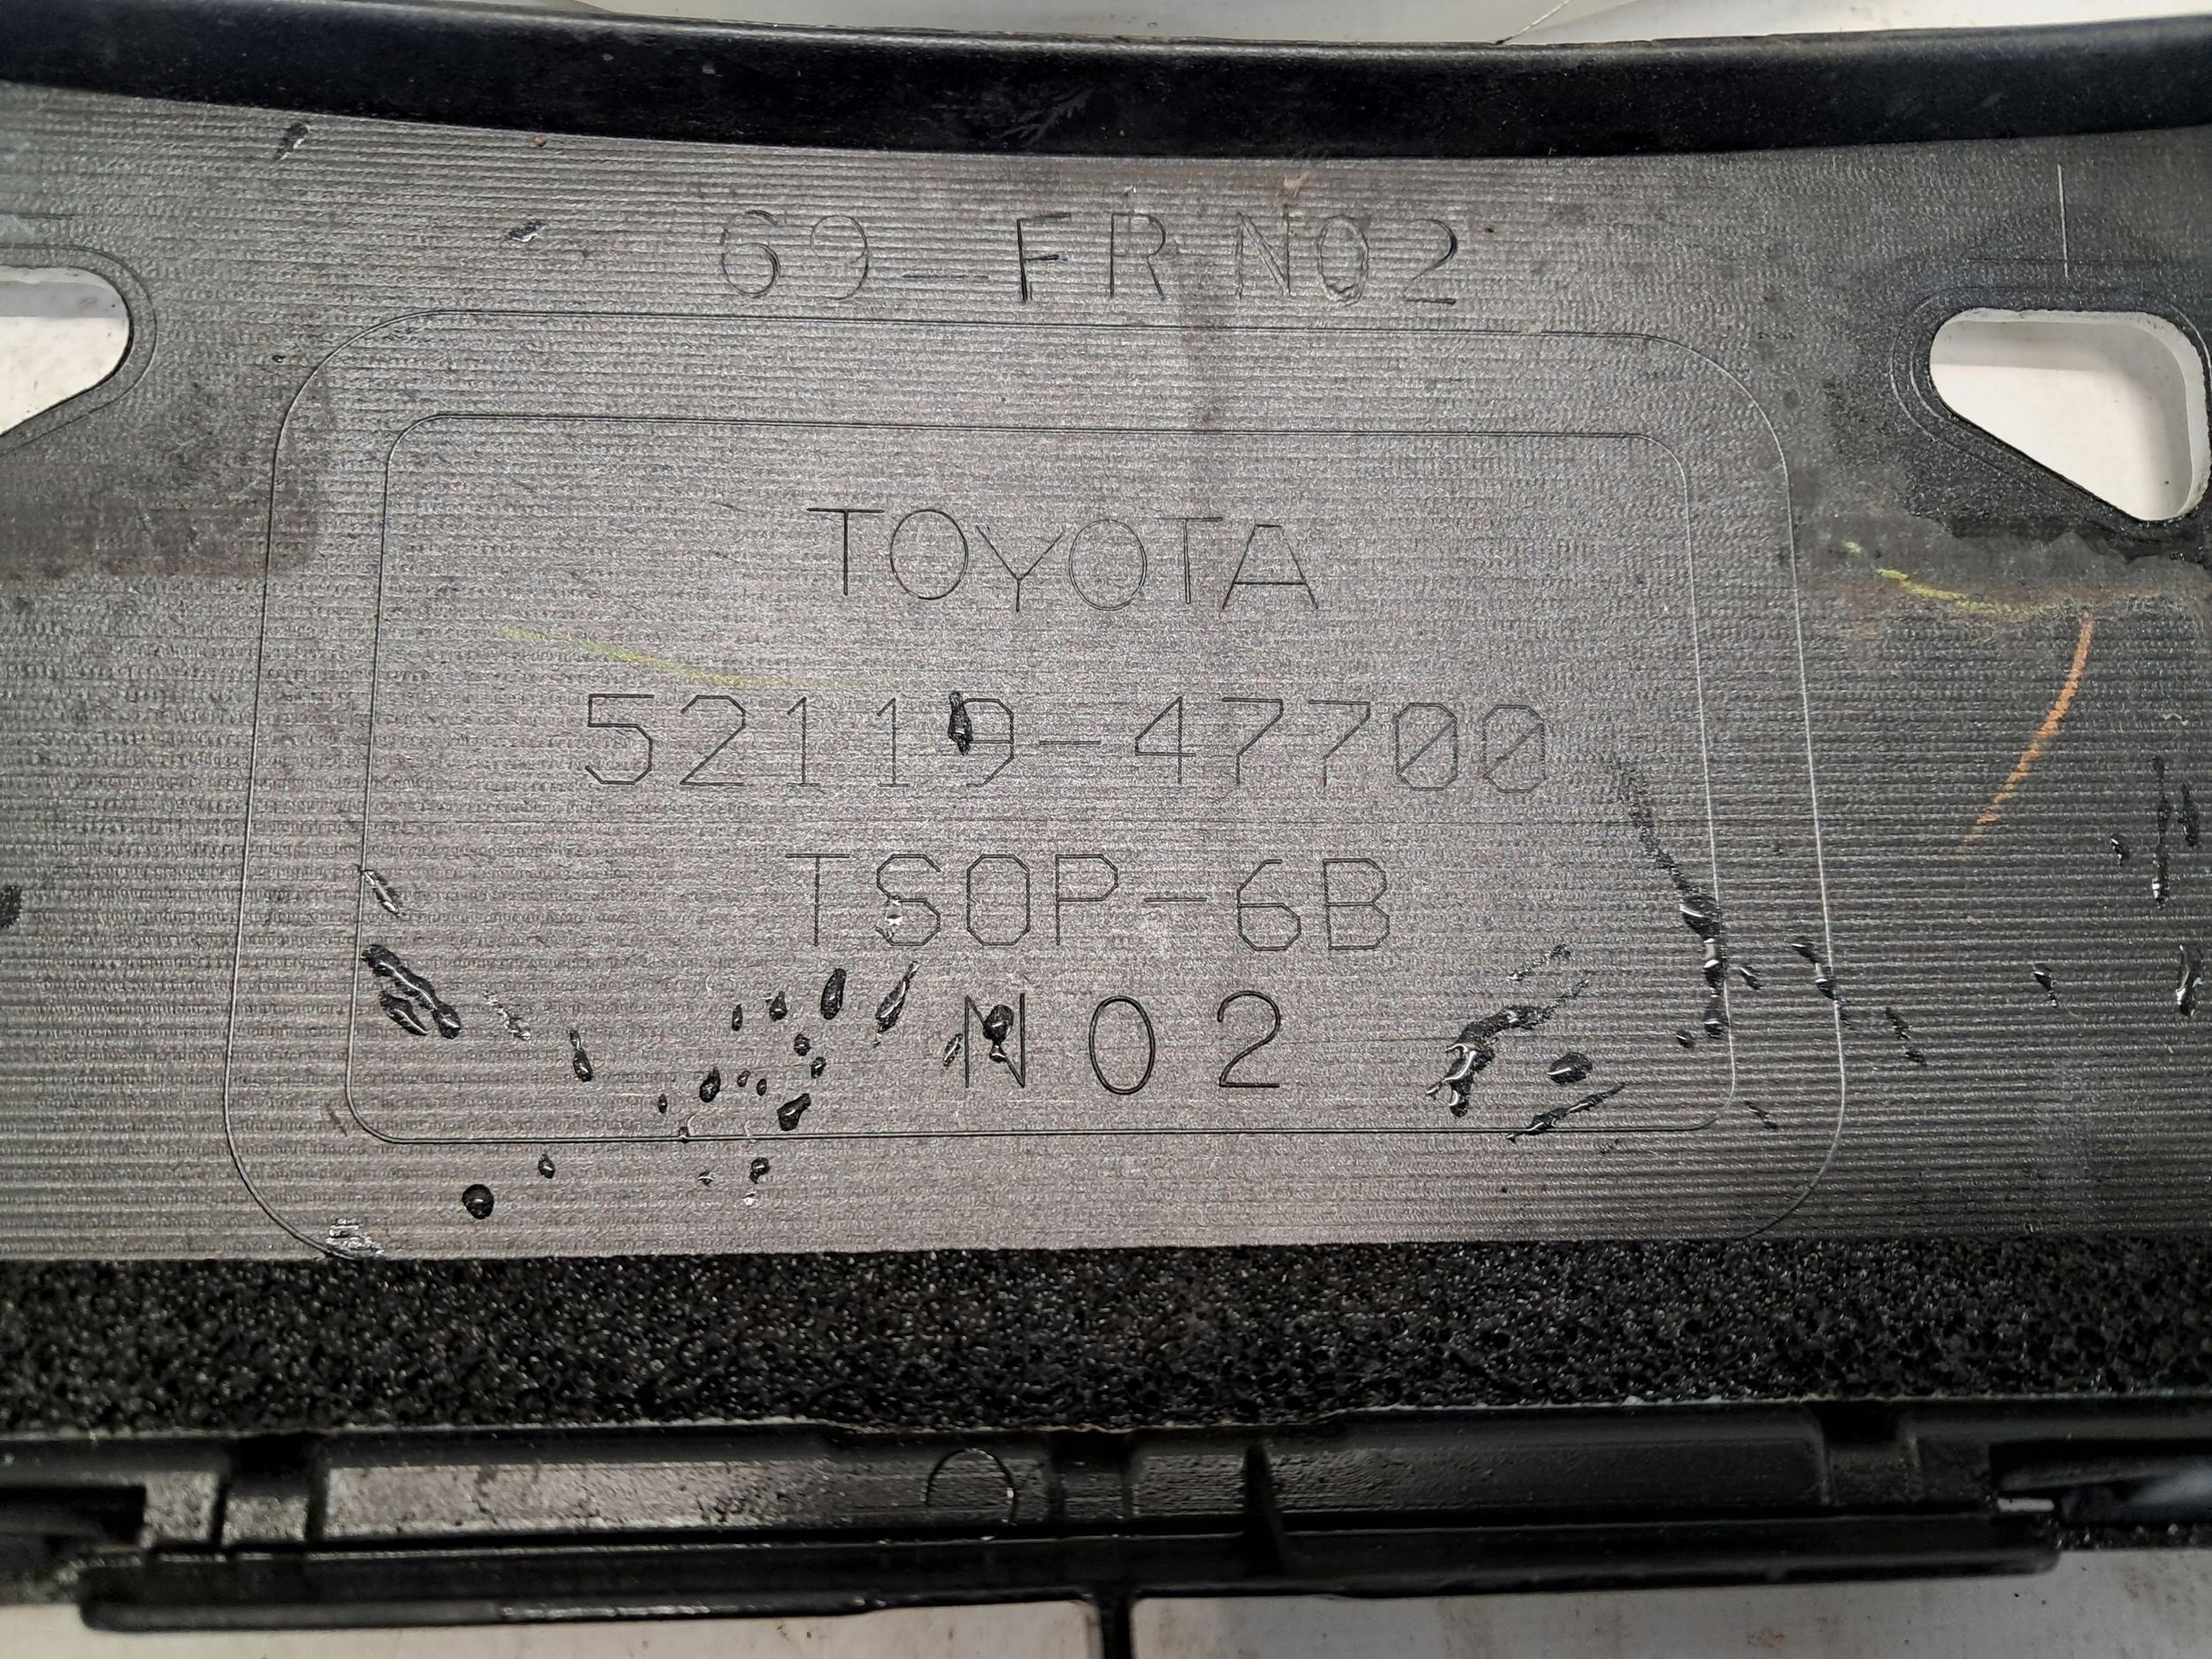 69-FR N02
TOYOTA
52119-47700
TSOP-6B
N02